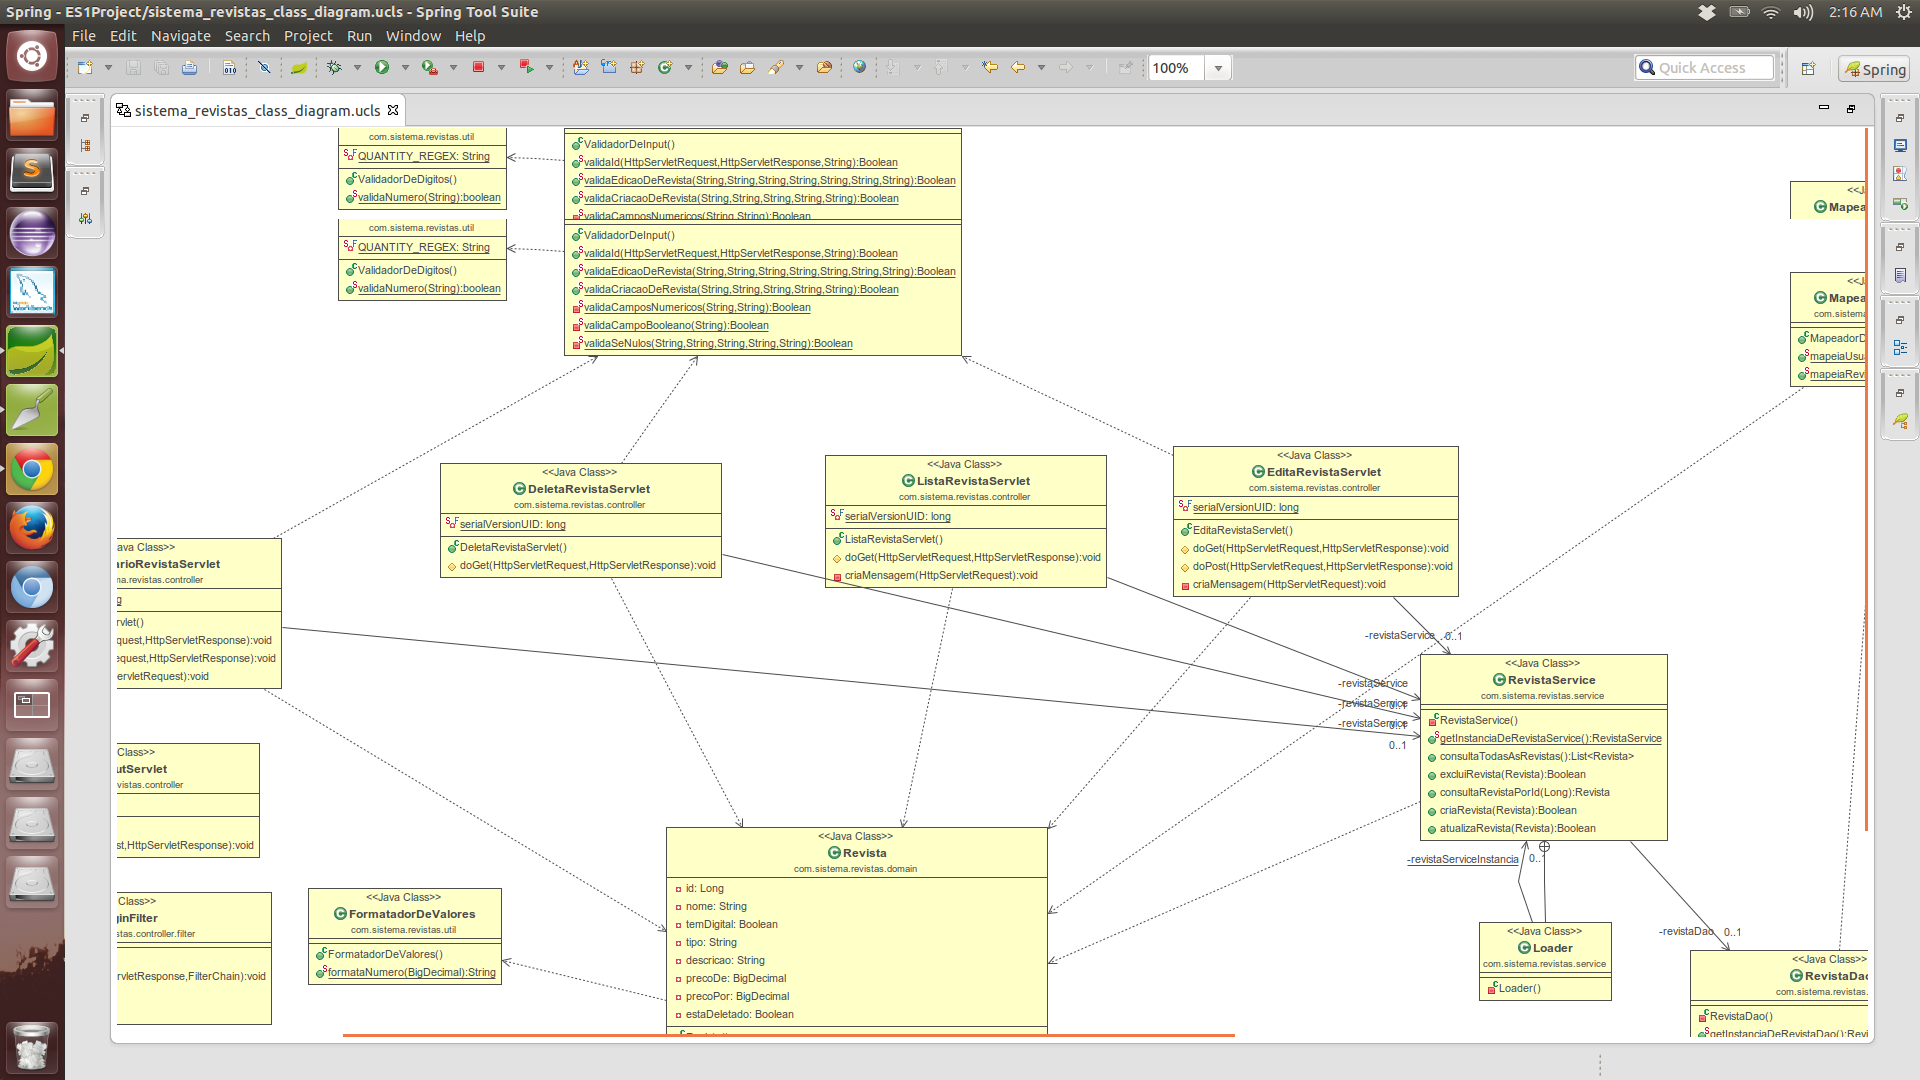 Spring - ES1Project/sistema_revistas_class_diagram.ucls - Spring Tool Suite
2:16 AM
File Edit Navigate Search Project Run Window Help
100%
Quick Access
Spring
sistema_revistas_class_diagram.ucls
com.sistema.revistas.util
QUANTITY_REGEX: String
ValidadorDeDigitos()
validaNumero(String):boolean
ValidadorDeInput()
validaId(HttpServletRequest,HttpServletResponse,String):Boolean
validaEdicaoDeRevista(String,String,String,String,String,String,String):Boolean
validaCriacaoDeRevista(String,String,String,String,String):Boolean
validaCamposNumericos(String,String):Boolean
com.sistema.revistas.util
QUANTITY_REGEX: String
ValidadorDeDigitos()
validaNumero(String):boolean
ValidadorDeInput()
validaId(HttpServletRequest,HttpServletResponse,String):Boolean
validaEdicaoDeRevista(String,String,String,String,String,String,String):Boolean
validaCriacaoDeRevista(String,String,String,String,String):Boolean
validaCamposNumericos(String,String):Boolean
validaCampoBooleano(String):Boolean
validaSeNulos(String,String,String,String,String):Boolean
<<J
Mapea
<<J
Mapea
com.sistema
MapeadorD
mapeiaUsu
mapeiaRev
<<Java Class>>
DeletaRevistaServlet
com.sistema.revistas.controller
serialVersionUID: long
DeletaRevistaServlet()
doGet(HttpServletRequest,HttpServletResponse):void
<<Java Class>>
ListaRevistaServlet
com.sistema.revistas.controller
serialVersionUID: long
ListaRevistaServlet()
doGet(HttpServletRequest,HttpServletResponse):void
criaMensagem(HttpServletRequest):void
<<Java Class>>
EditaRevistaServlet
com.sistema.revistas.controller
serialVersionUID: long
EditaRevistaServlet()
doGet(HttpServletRequest,HttpServletResponse):void
doPost(HttpServletRequest,HttpServletResponse):void
criaMensagem(HttpServletRequest):void
ava Class>>
arioRevistaServlet
ma.revistas.controller
g
rvlet()
quest,HttpServletResponse):void
equest,HttpServletResponse):void
ervletRequest):void
-revistaService 0..1
-revistaService
-revistaService 0..1
-revistaService 0..1
0..1
<<Java Class>>
RevistaService
com.sistema.revistas.service
RevistaService()
getInstanciaDeRevistaService():RevistaService
consultaTodasAsRevistas():List<Revista>
excluiRevista(Revista):Boolean
consultaRevistaPorId(Long):Revista
criaRevista(Revista):Boolean
atualizaRevista(Revista):Boolean
Class>>
utServlet
vistas.controller
st,HttpServletResponse):void
Class>>
ginFilter
stas.controller.filter
rvletResponse,FilterChain):void
<<Java Class>>
FormatadorDeValores
com.sistema.revistas.util
FormatadorDeValores()
formataNumero(BigDecimal):String
<<Java Class>>
Revista
com.sistema.revistas.domain
id: Long
nome: String
temDigital: Boolean
tipo: String
descricao: String
precoDe: BigDecimal
precoPor: BigDecimal
estaDeletado: Boolean
-revistaServiceInstancia 0..
<<Java Class>>
Loader
com.sistema.revistas.service
Loader()
-revistaDao 0..1
<<Java Class>>
RevistaDao
com.sistema.revistas.
RevistaDao()
getInstanciaDeRevistaDao():Revi